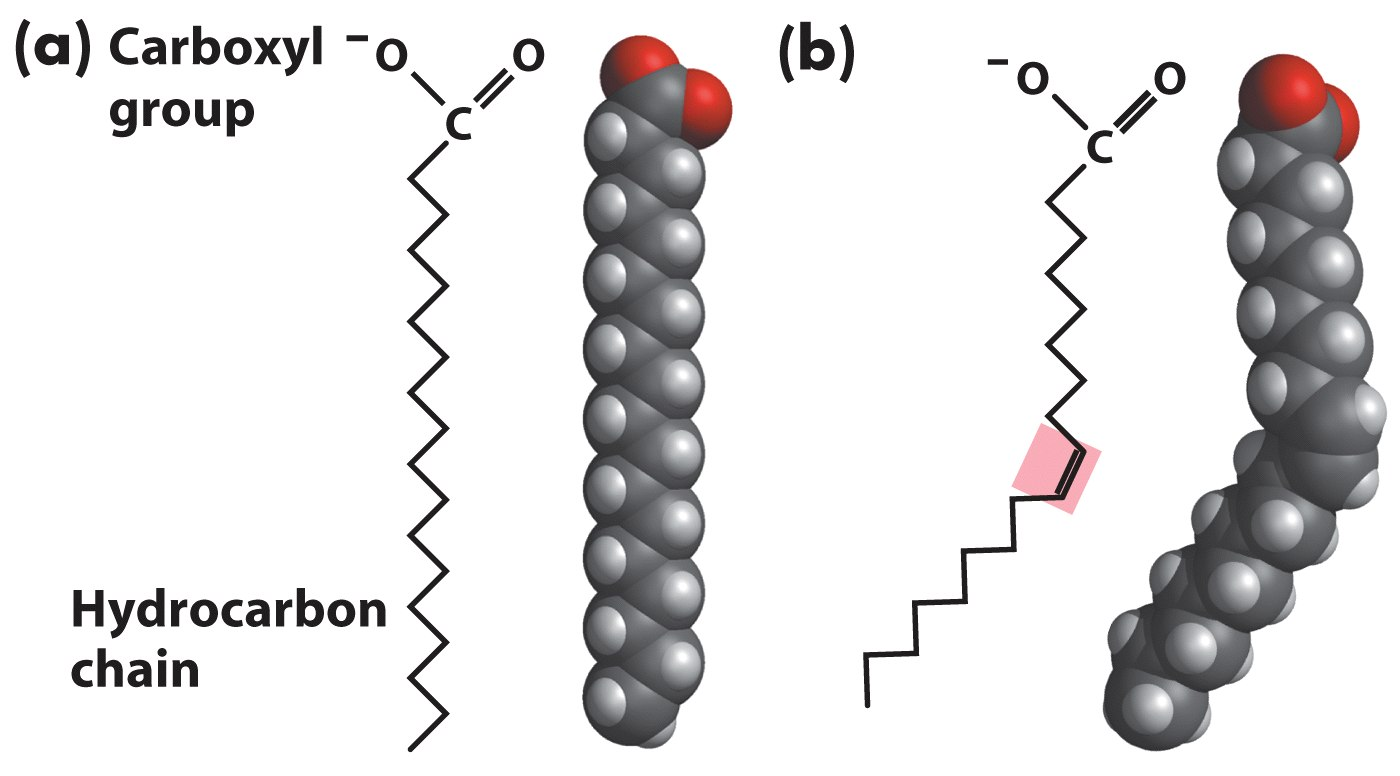 (a) Carboxyl
group
⁻O
O
C
Hydrocarbon
chain
(b)
⁻O
O
C